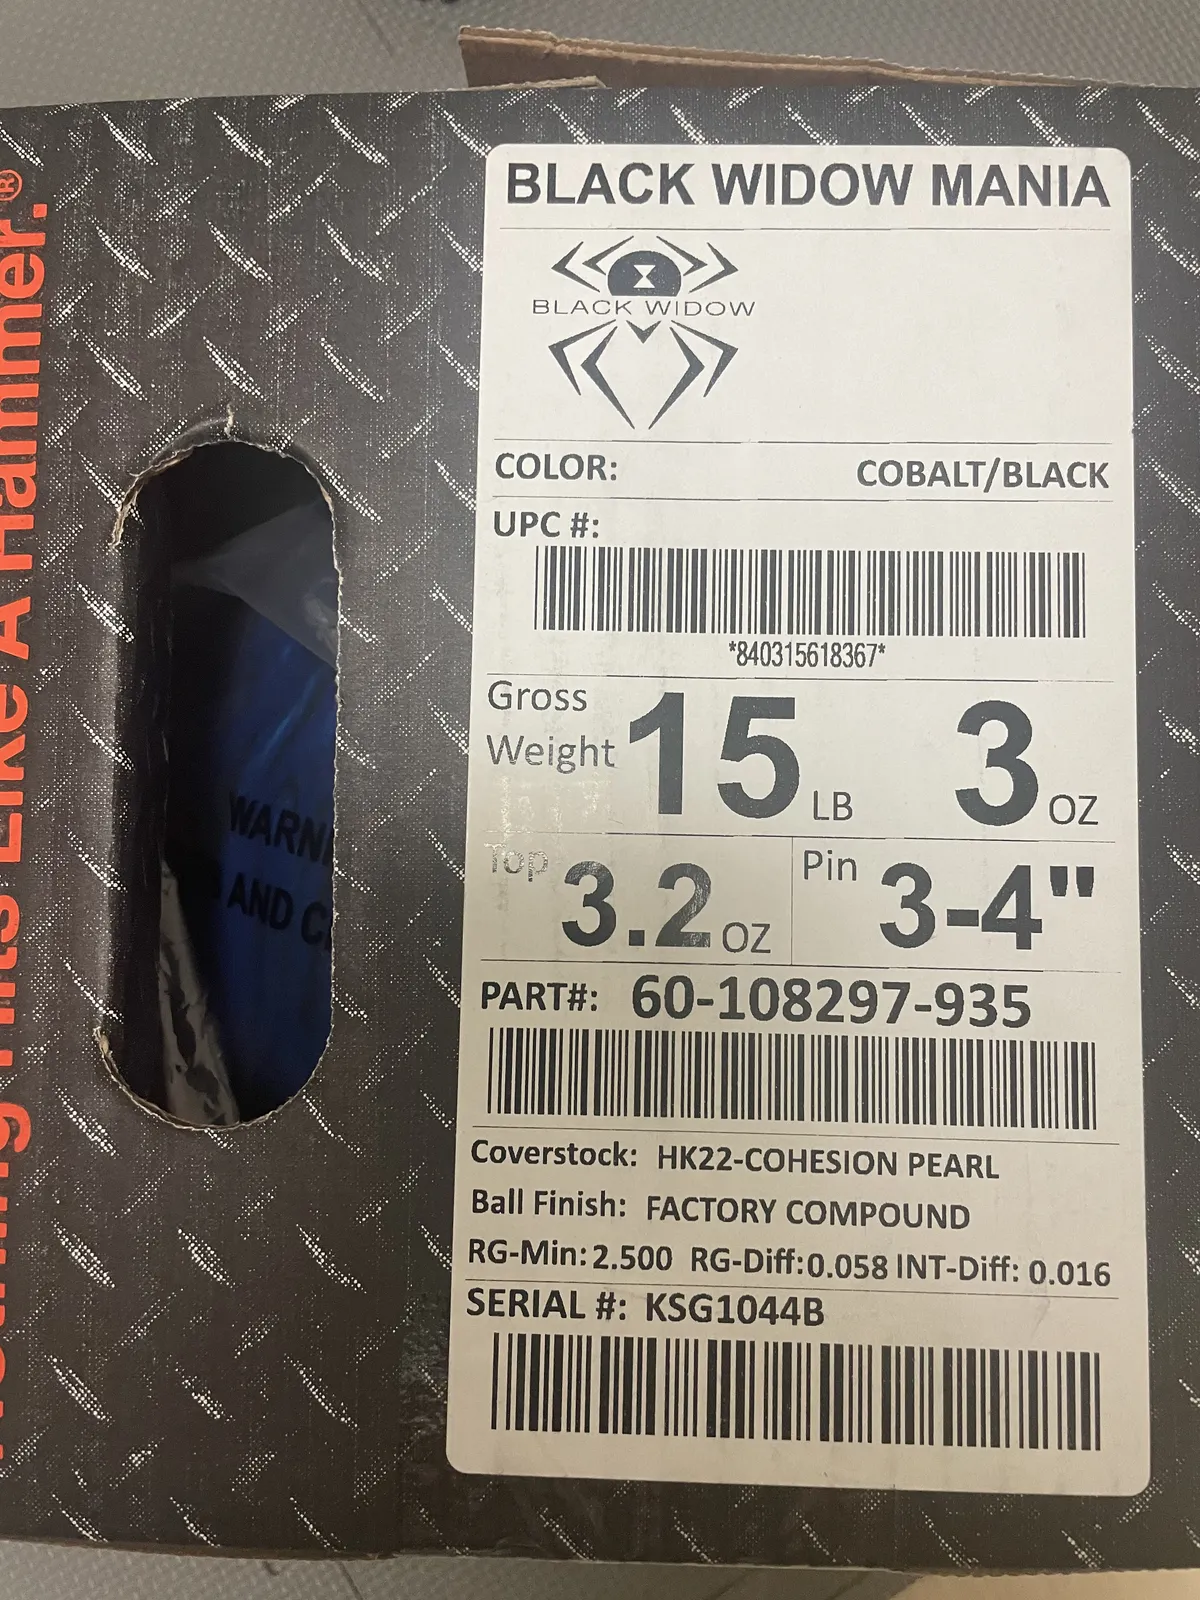 Nothing Hits Like A Hammer.®
BLACK WIDOW MANIA
BLACK WIDOW
COLOR: COBALT/BLACK
UPC #:
*840315618367*
Gross Weight 15 LB 3 OZ
Top 3.2 OZ Pin 3-4"
PART#: 60-108297-935
Coverstock: HK22-COHESION PEARL
Ball Finish: FACTORY COMPOUND
RG-Min: 2.500 RG-Diff: 0.058 INT-Diff: 0.016
SERIAL #: KSG1044B
WARN
AND C